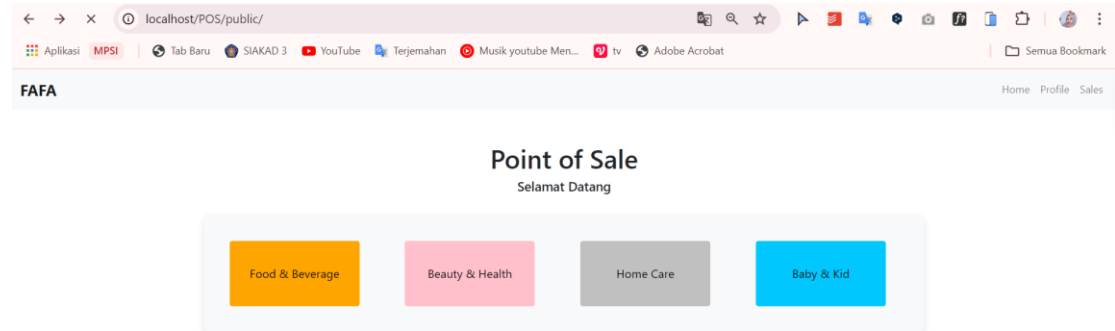 localhost/POS/public/
Aplikasi MPSI Tab Baru SIAKAD 3 YouTube Terjemahan Musik youtube Men... tv Adobe Acrobat Semua Bookmark
FAFA Home Profile Sales
Point of Sale
Selamat Datang
Food & Beverage Beauty & Health Home Care Baby & Kid